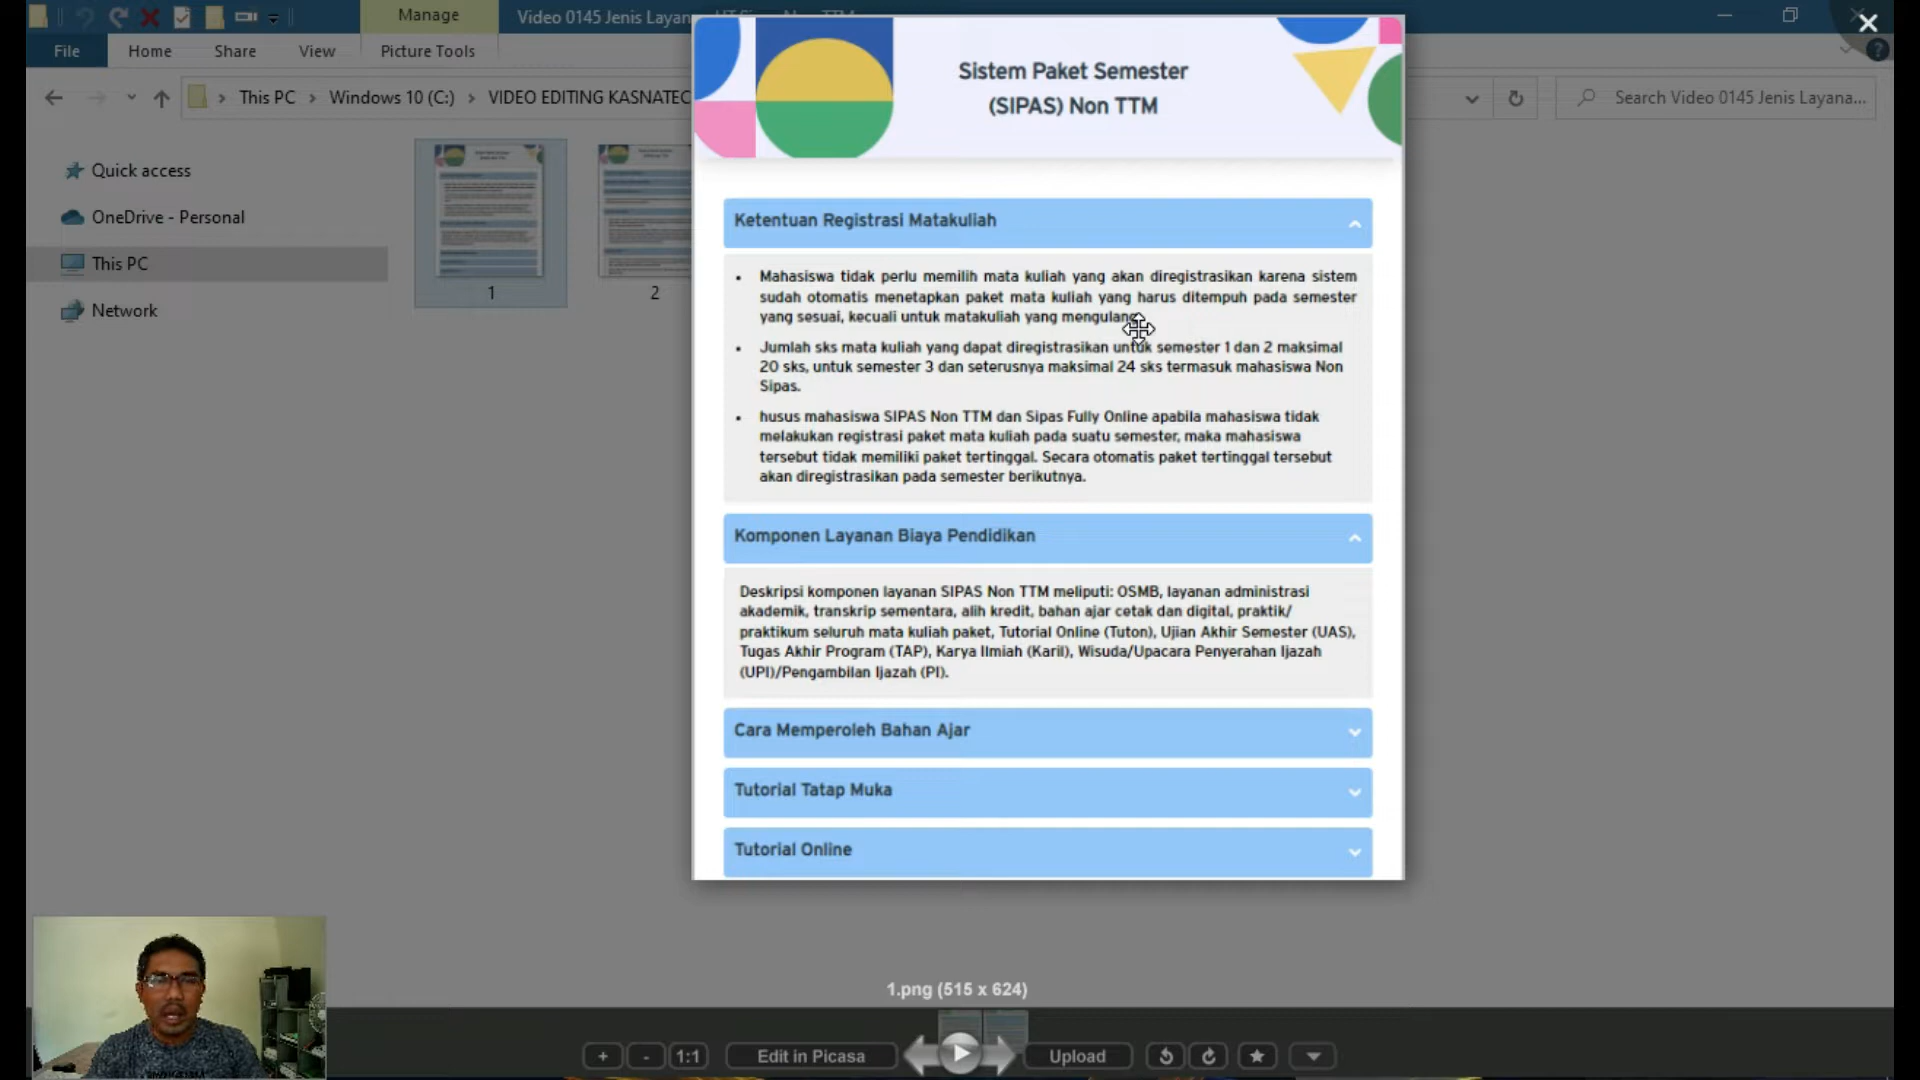 Manage
Video 0145 Jenis Layan
File
Home
Share
View
Picture Tools
This PC
Windows 10 (C:)
VIDEO EDITING KASNATEC
Search Video 0145 Jenis Layana...
Quick access
OneDrive - Personal
This PC
Network
1
2
Sistem Paket Semester
(SIPAS) Non TTM
Ketentuan Registrasi Matakuliah
• Mahasiswa tidak perlu memilih mata kuliah yang akan diregistrasikan karena sistem
sudah otomatis menetapkan paket mata kuliah yang harus ditempuh pada semester
yang sesuai, kecuali untuk matakuliah yang mengulang
• Jumlah sks mata kuliah yang dapat diregistrasikan untuk semester 1 dan 2 maksimal
20 sks, untuk semester 3 dan seterusnya maksimal 24 sks termasuk mahasiswa Non
Sipas.
• husus mahasiswa SIPAS Non TTM dan Sipas Fully Online apabila mahasiswa tidak
melakukan registrasi paket mata kuliah pada suatu semester, maka mahasiswa
tersebut tidak memiliki paket tertinggal. Secara otomatis paket tertinggal tersebut
akan diregistrasikan pada semester berikutnya.
Komponen Layanan Biaya Pendidikan
Deskripsi komponen layanan SIPAS Non TTM meliputi: OSMB, layanan administrasi
akademik, transkrip sementara, alih kredit, bahan ajar cetak dan digital, praktik/
praktikum seluruh mata kuliah paket, Tutorial Online (Tuton), Ujian Akhir Semester (UAS),
Tugas Akhir Program (TAP), Karya Ilmiah (Karil), Wisuda/Upacara Penyerahan Ijazah
(UPI)/Pengambilan Ijazah (PI).
Cara Memperoleh Bahan Ajar
Tutorial Tatap Muka
Tutorial Online
1.png (515 x 624)
+
-
1:1
Edit in Picasa
Upload